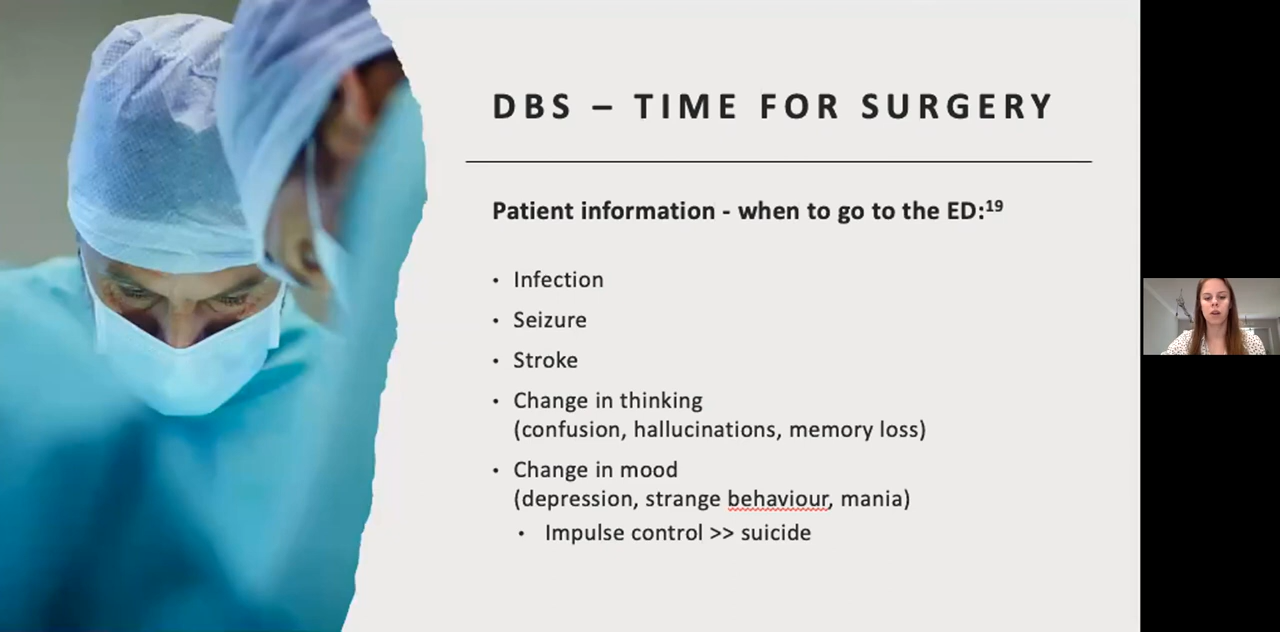 DBS – TIME FOR SURGERY
Patient information - when to go to the ED:¹⁹
• Infection
• Seizure
• Stroke
• Change in thinking
(confusion, hallucinations, memory loss)
• Change in mood
(depression, strange behaviour, mania)
• Impulse control >> suicide